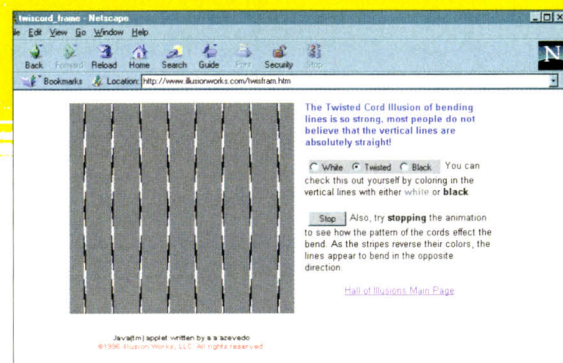 twiscord_frame - Netscape
le Edit View Go Window Help
Back Forward Reload Home Search Guide Print Security Stop
N
Bookmarks Location: http://www.illusionworks.com/twisfram.htm
The Twisted Cord Illusion of bending
lines is so strong, most people do not
believe that the vertical lines are
absolutely straight!
White Twisted Black You can
check this out yourself by coloring in the
vertical lines with either white or black.
Stop Also, try stopping the animation
to see how the pattern of the cords effect the
bend. As the stripes reverse their colors, the
lines appear to bend in the opposite
direction.
Hall of Illusions Main Page
Java(tm) applet written by a.s.azevedo
©1996 Illusion Works, LLC. All rights reserved.